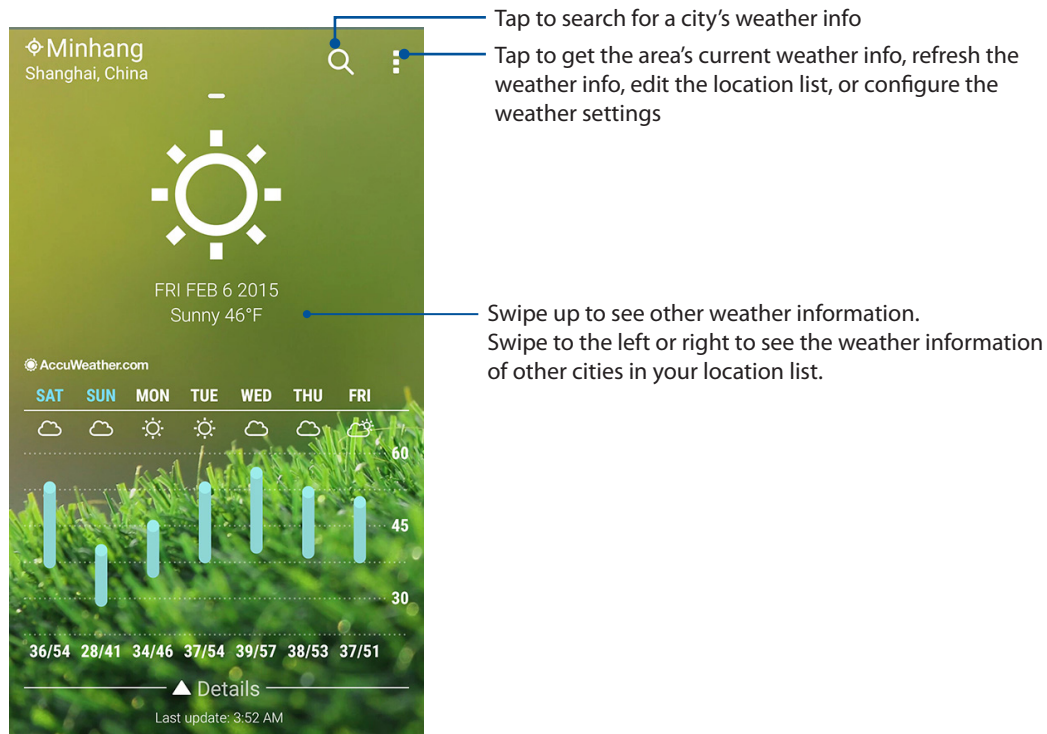 Tap to search for a city's weather info
Tap to get the area's current weather info, refresh the
weather info, edit the location list, or configure the
weather settings
Minhang
Shanghai, China
FRI FEB 6 2015
Sunny 46°F
Swipe up to see other weather information.
Swipe to the left or right to see the weather information
of other cities in your location list.
AccuWeather.com
SAT SUN MON TUE WED THU FRI
60
45
30
36/54 28/41 34/46 37/54 39/57 38/53 37/51
Details
Last update: 3:52 AM